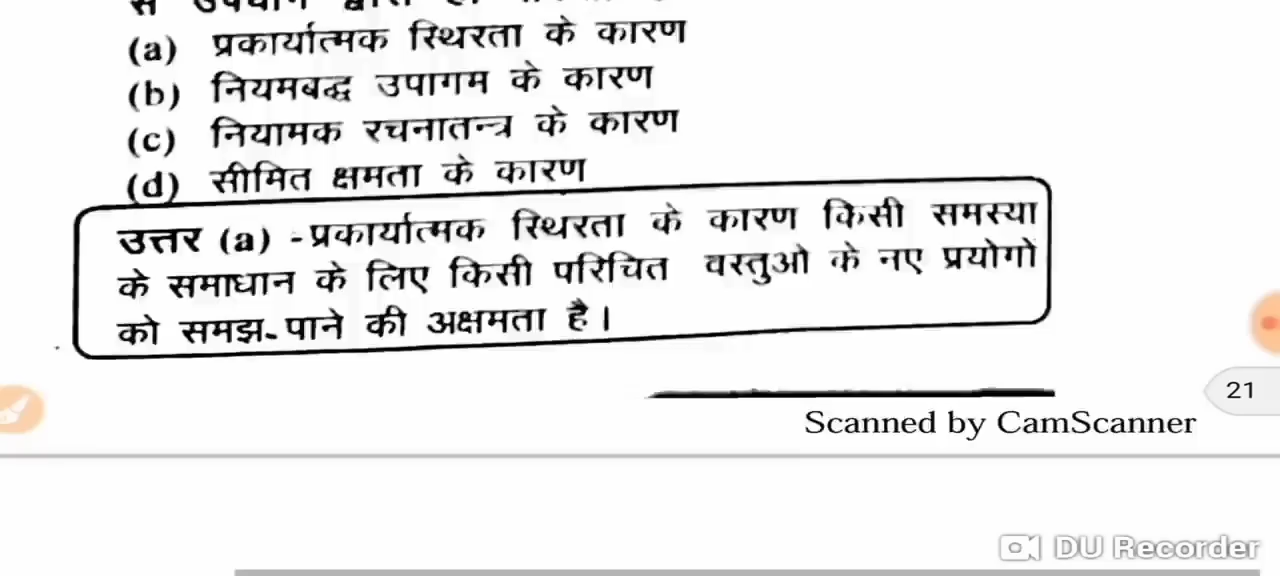 (a) प्रकार्यात्मक स्थिरता के कारण
(b) नियमबद्ध उपागम के कारण
(c) नियामक रचनातन्त्र के कारण
(d) सीमित क्षमता के कारण
उत्तर (a) -प्रकार्यात्मक स्थिरता के कारण किसी समस्या
के समाधान के लिए किसी परिचित वस्तुओ के नए प्रयोगो
को समझ-पाने की अक्षमता है।
21
Scanned by CamScanner
DU Recorder